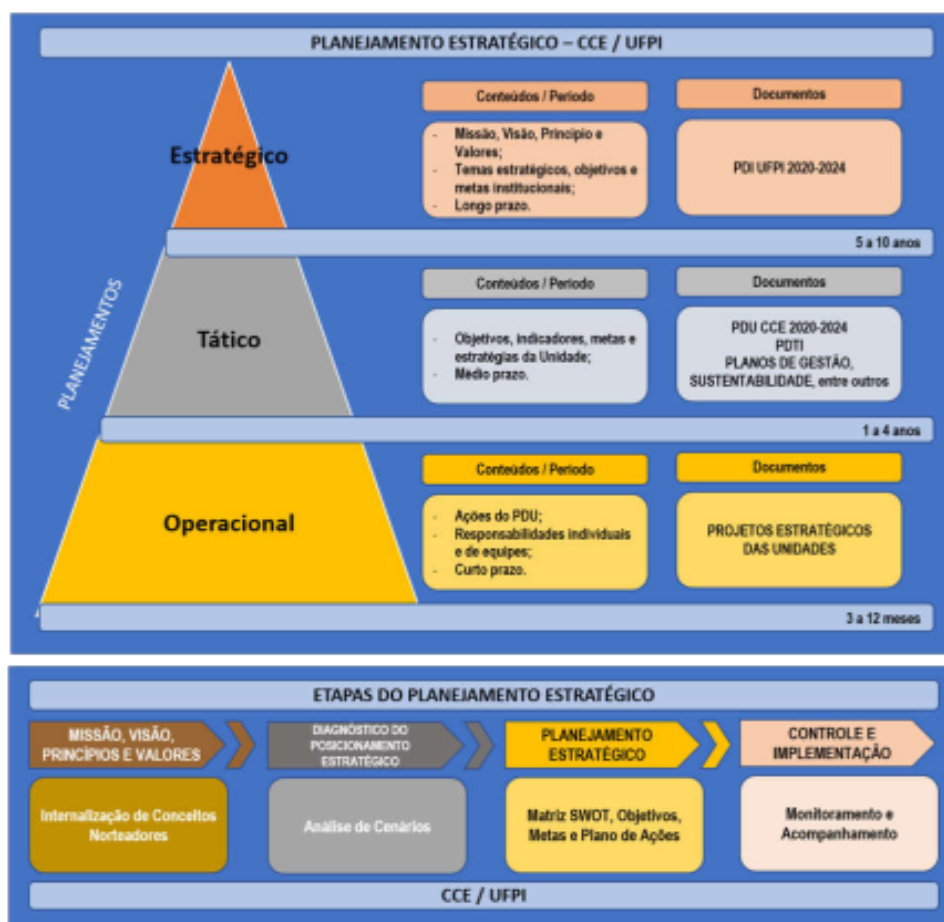 PLANEJAMENTO ESTRATÉGICO – CCE / UFPI
PLANEJAMENTOS
Estratégico
Conteúdos / Periodo
- Missão, Visão, Princípio e
Valores;
- Temas estratégicos, objetivos e
metas institucionais;
- Longo prazo.
Documentos
PDI UFPI 2020-2024
5 a 10 anos
Tático
Conteúdos / Periodo
- Objetivos, indicadores, metas e
estratégias da Unidade;
- Médio prazo.
Documentos
PDU CCE 2020-2024
PDTI
PLANOS DE GESTÃO,
SUSTENTABILIDADE, entre outros
1 a 4 anos
Operacional
Conteúdos / Periodo
- Ações do PDU;
- Responsabilidades individuais
e de equipes;
- Curto prazo.
Documentos
PROJETOS ESTRATÉGICOS
DAS UNIDADES
3 a 12 meses
ETAPAS DO PLANEJAMENTO ESTRATÉGICO
MISSÃO, VISÃO,
PRINCÍPIOS E VALORES
Internalização de Conceitos
Norteadores
DIAGNÓSTICO DO
POSICIONAMENTO
ESTRATÉGICO
Análise de Cenários
PLANEJAMENTO
ESTRATÉGICO
Matriz SWOT, Objetivos,
Metas e Plano de Ações
CONTROLE E
IMPLEMENTAÇÃO
Monitoramento e
Acompanhamento
CCE / UFPI